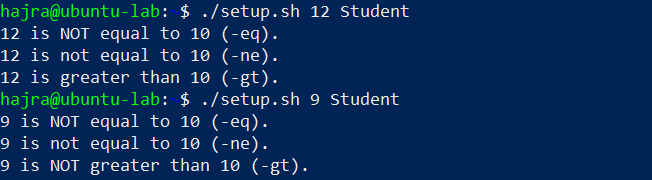 hajra@ubuntu-lab: $ ./setup.sh 12 Student
12 is NOT equal to 10 (-eq).
12 is not equal to 10 (-ne).
12 is greater than 10 (-gt).
hajra@ubuntu-lab: $ ./setup.sh 9 Student
9 is NOT equal to 10 (-eq).
9 is not equal to 10 (-ne).
9 is NOT greater than 10 (-gt).